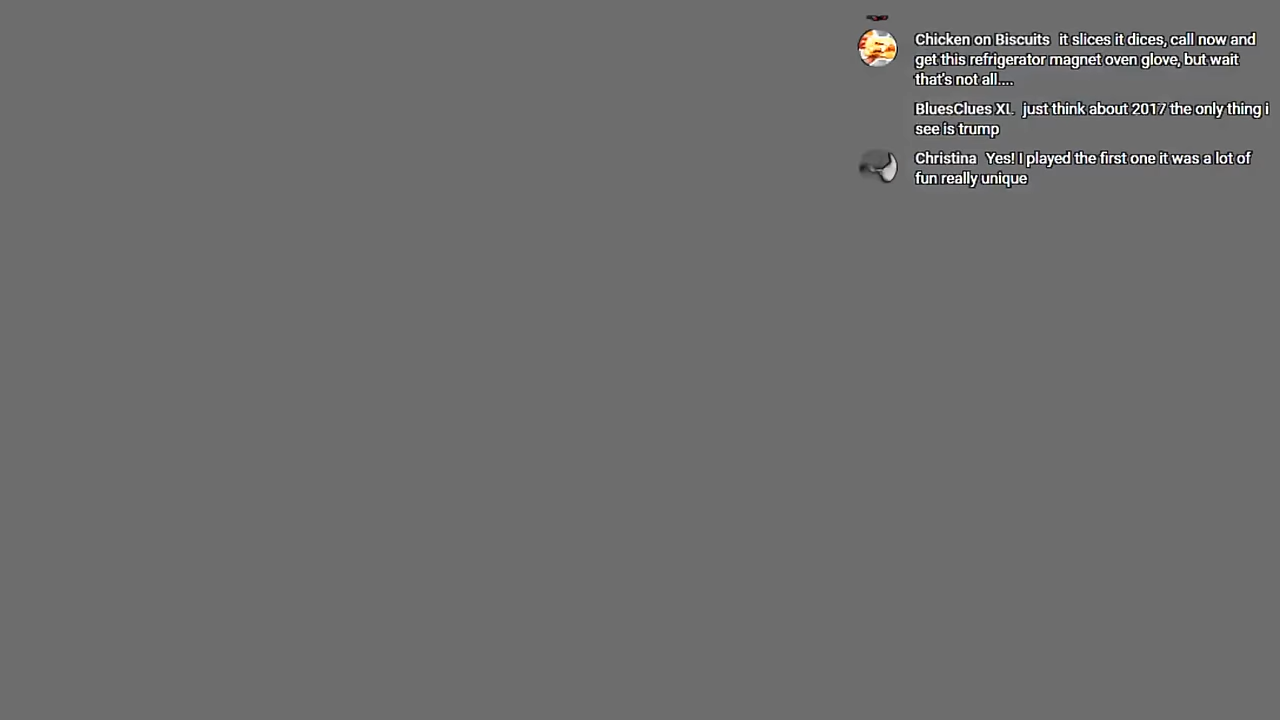 Chicken on Biscuits it slices it dices, call now and
get this refrigerator magnet oven glove, but wait
that's not all....
BluesClues XL just think about 2017 the only thing i
see is trump
Christina Yes! I played the first one it was a lot of
fun really unique